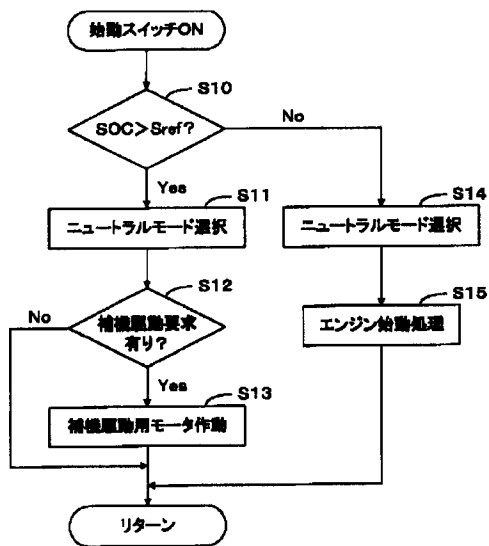 始動スイッチON
S10
SOC>Sref?
No
Yes
S11
ニュートラルモード選択
S14
ニュートラルモード選択
S12
補機駆動要求
有り?
No
Yes
S15
エンジン始動処理
S13
補機駆動用モータ作動
リターン